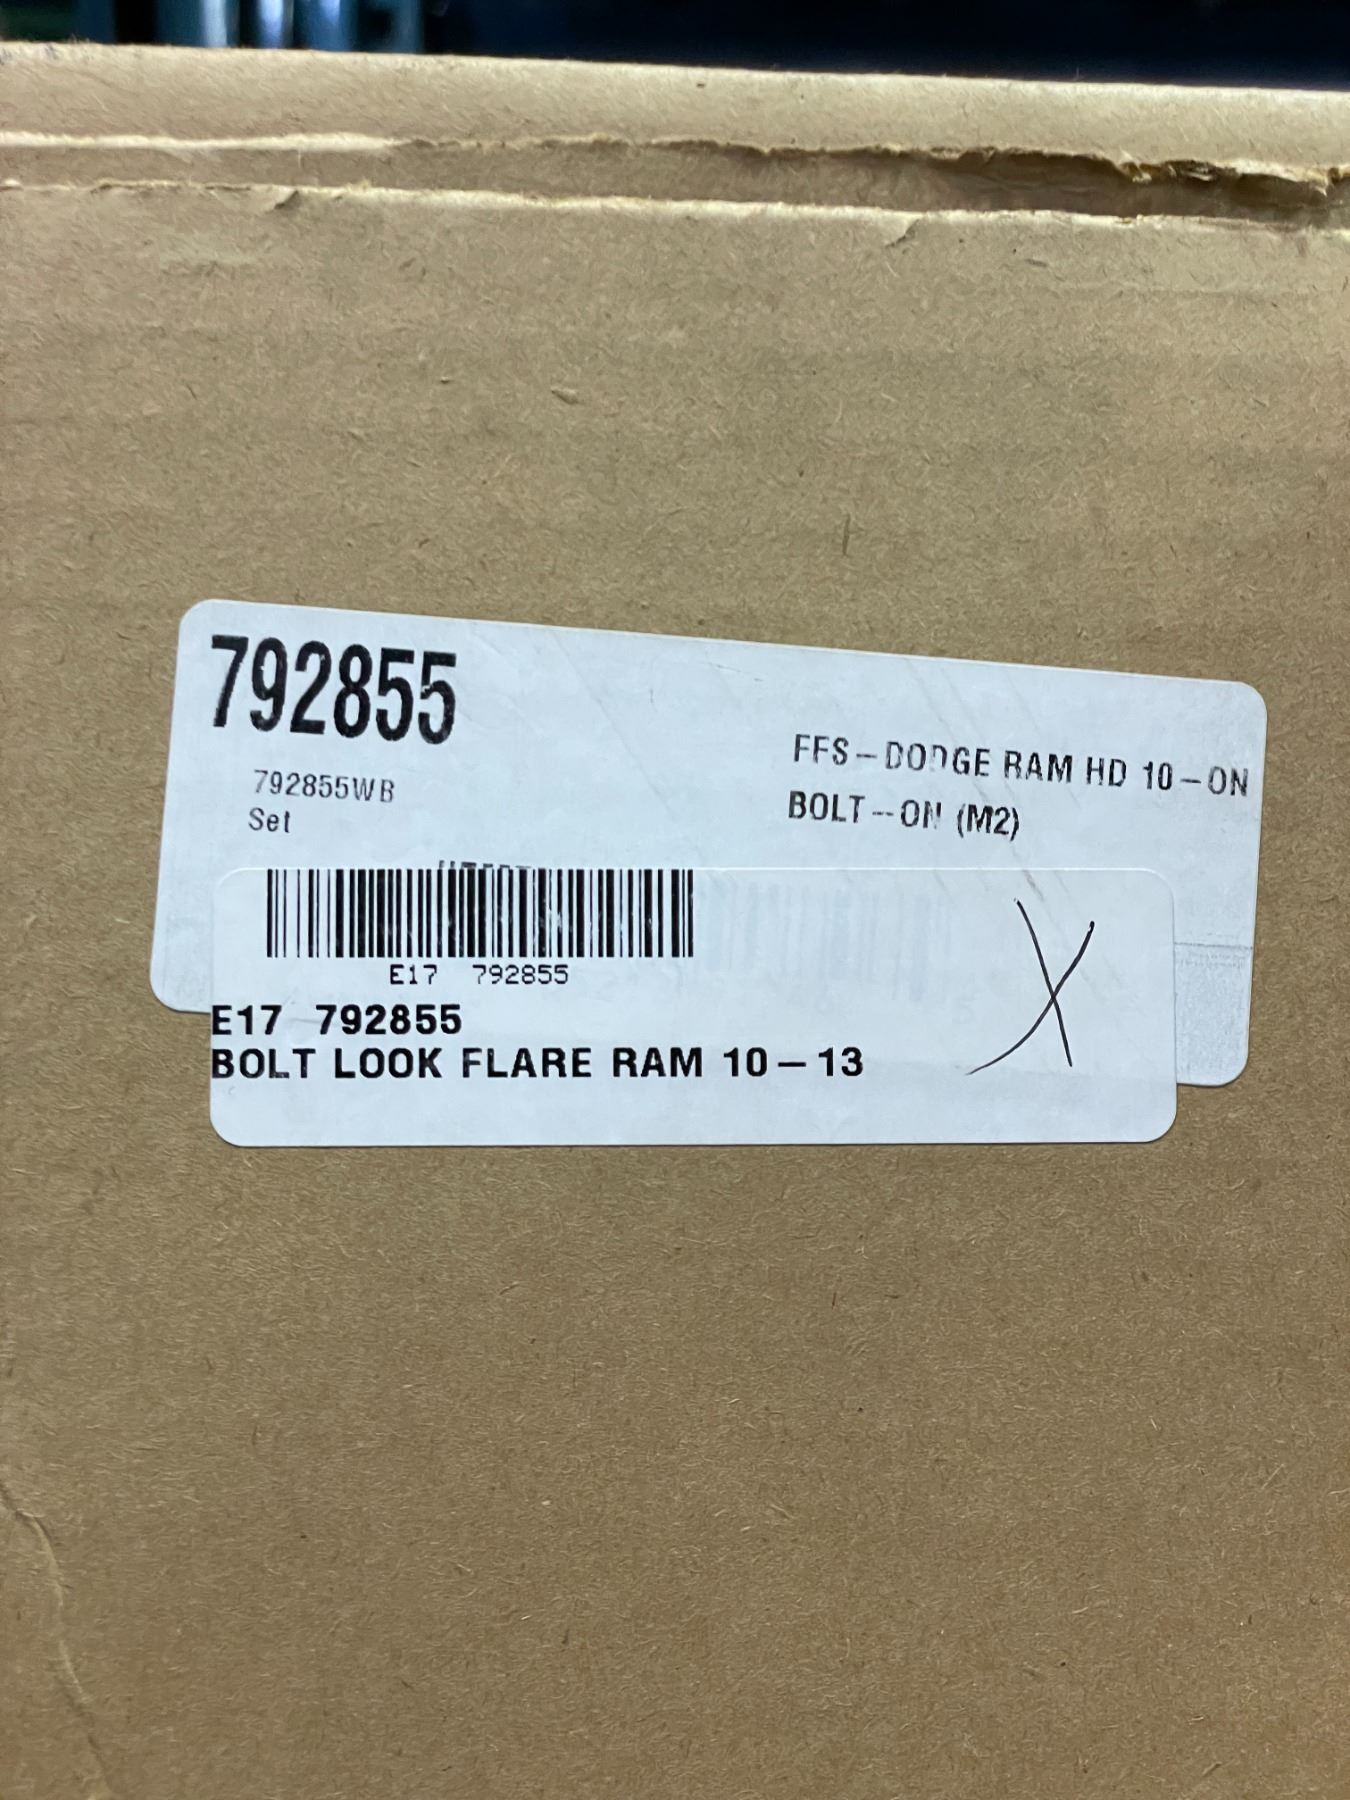 792855
792855WB
Set
FFS-DODGE RAM HD 10-ON
BOLT--ON (M2)
E17 792855
E17 792855
BOLT LOOK FLARE RAM 10-13
X